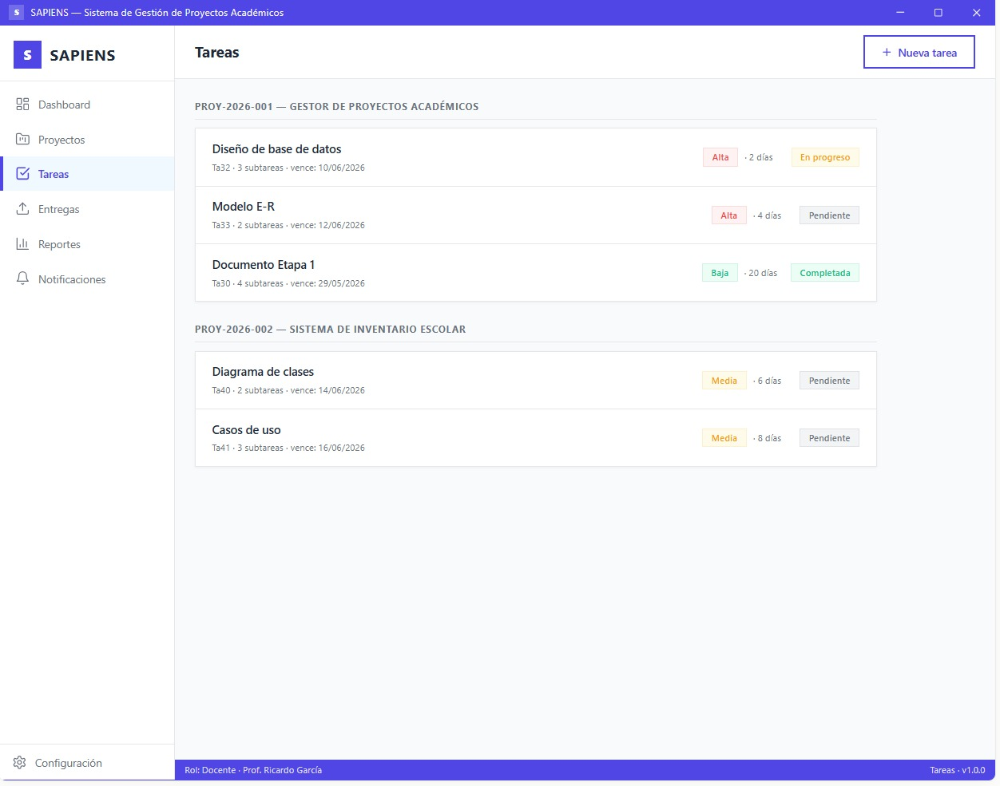 S SAPIENS — Sistema de Gestión de Proyectos Académicos
S SAPIENS
Dashboard
Proyectos
Tareas
Entregas
Reportes
Notificaciones
Configuración
Tareas
+ Nueva tarea
PROY-2026-001 — GESTOR DE PROYECTOS ACADÉMICOS
Diseño de base de datos
Ta32 · 3 subtareas · vence: 10/06/2026
Alta · 2 días En progreso
Modelo E-R
Ta33 · 2 subtareas · vence: 12/06/2026
Alta · 4 días Pendiente
Documento Etapa 1
Ta30 · 4 subtareas · vence: 29/05/2026
Baja · 20 días Completada
PROY-2026-002 — SISTEMA DE INVENTARIO ESCOLAR
Diagrama de clases
Ta40 · 2 subtareas · vence: 14/06/2026
Media · 6 días Pendiente
Casos de uso
Ta41 · 3 subtareas · vence: 16/06/2026
Media · 8 días Pendiente
Rol: Docente · Prof. Ricardo García
Tareas · v1.0.0